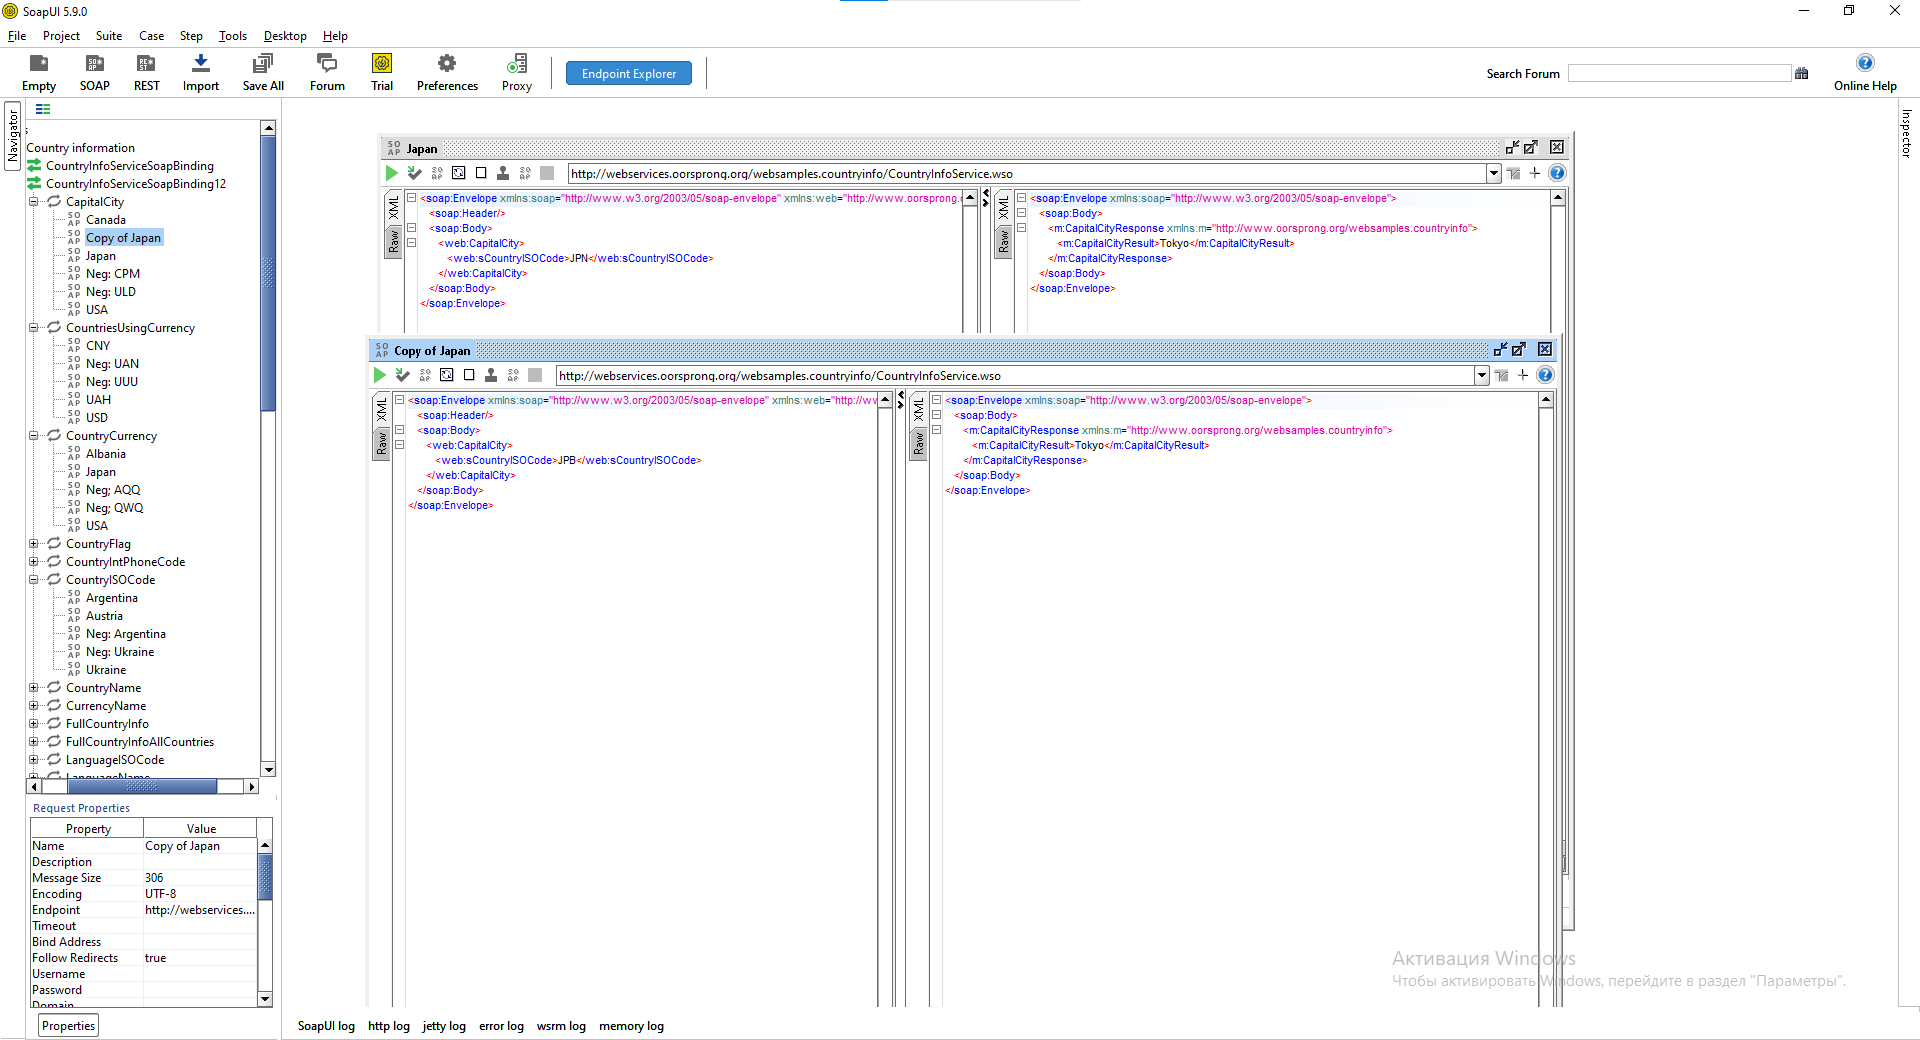 SoapUI 5.9.0
File Project Suite Case Step Tools Desktop Help
Empty SOAP REST Import Save All Forum Trial Preferences Proxy Endpoint Explorer Search Forum Online Help
Navigator
Inspector
Country information
CountryInfoServiceSoapBinding
CountryInfoServiceSoapBinding12
CapitalCity
Canada
Copy of Japan
Japan
Neg: CPM
Neg: ULD
USA
CountriesUsingCurrency
CNY
Neg: UAN
Neg: UUU
UAH
USD
CountryCurrency
Albania
Japan
Neg; AQQ
Neg; QWQ
USA
CountryFlag
CountryIntPhoneCode
CountryISOCode
Argentina
Austria
Neg: Argentina
Neg: Ukraine
Ukraine
CountryName
CurrencyName
FullCountryInfo
FullCountryInfoAllCountries
LanguageISOCode
LanguageName
Request Properties
Property Value
Name Copy of Japan
Description
Message Size 306
Encoding UTF-8
Endpoint http://webservices....
Timeout
Bind Address
Follow Redirects true
Username
Password
Domain
Properties
Japan
http://webservices.oorsprong.org/websamples.countryinfo/CountryInfoService.wso
XML
Raw
<soap:Envelope xmlns:soap="http://www.w3.org/2003/05/soap-envelope" xmlns:web="http://www.oorsprong.
<soap:Header/>
<soap:Body>
<web:CapitalCity>
<web:sCountryISOCode>JPN</web:sCountryISOCode>
</web:CapitalCity>
</soap:Body>
</soap:Envelope>
XML
Raw
<soap:Envelope xmlns:soap="http://www.w3.org/2003/05/soap-envelope">
<soap:Body>
<m:CapitalCityResponse xmlns:m="http://www.oorsprong.org/websamples.countryinfo">
<m:CapitalCityResult>Tokyo</m:CapitalCityResult>
</m:CapitalCityResponse>
</soap:Body>
</soap:Envelope>
Copy of Japan
http://webservices.oorsprong.org/websamples.countryinfo/CountryInfoService.wso
XML
Raw
<soap:Envelope xmlns:soap="http://www.w3.org/2003/05/soap-envelope" xmlns:web="http://wv
<soap:Header/>
<soap:Body>
<web:CapitalCity>
<web:sCountryISOCode>JPB</web:sCountryISOCode>
</web:CapitalCity>
</soap:Body>
</soap:Envelope>
XML
Raw
<soap:Envelope xmlns:soap="http://www.w3.org/2003/05/soap-envelope">
<soap:Body>
<m:CapitalCityResponse xmlns:m="http://www.oorsprong.org/websamples.countryinfo">
<m:CapitalCityResult>Tokyo</m:CapitalCityResult>
</m:CapitalCityResponse>
</soap:Body>
</soap:Envelope>
Активация Windows
Чтобы активировать Windows, перейдите в раздел "Параметры".
SoapUI log http log jetty log error log wsrm log memory log